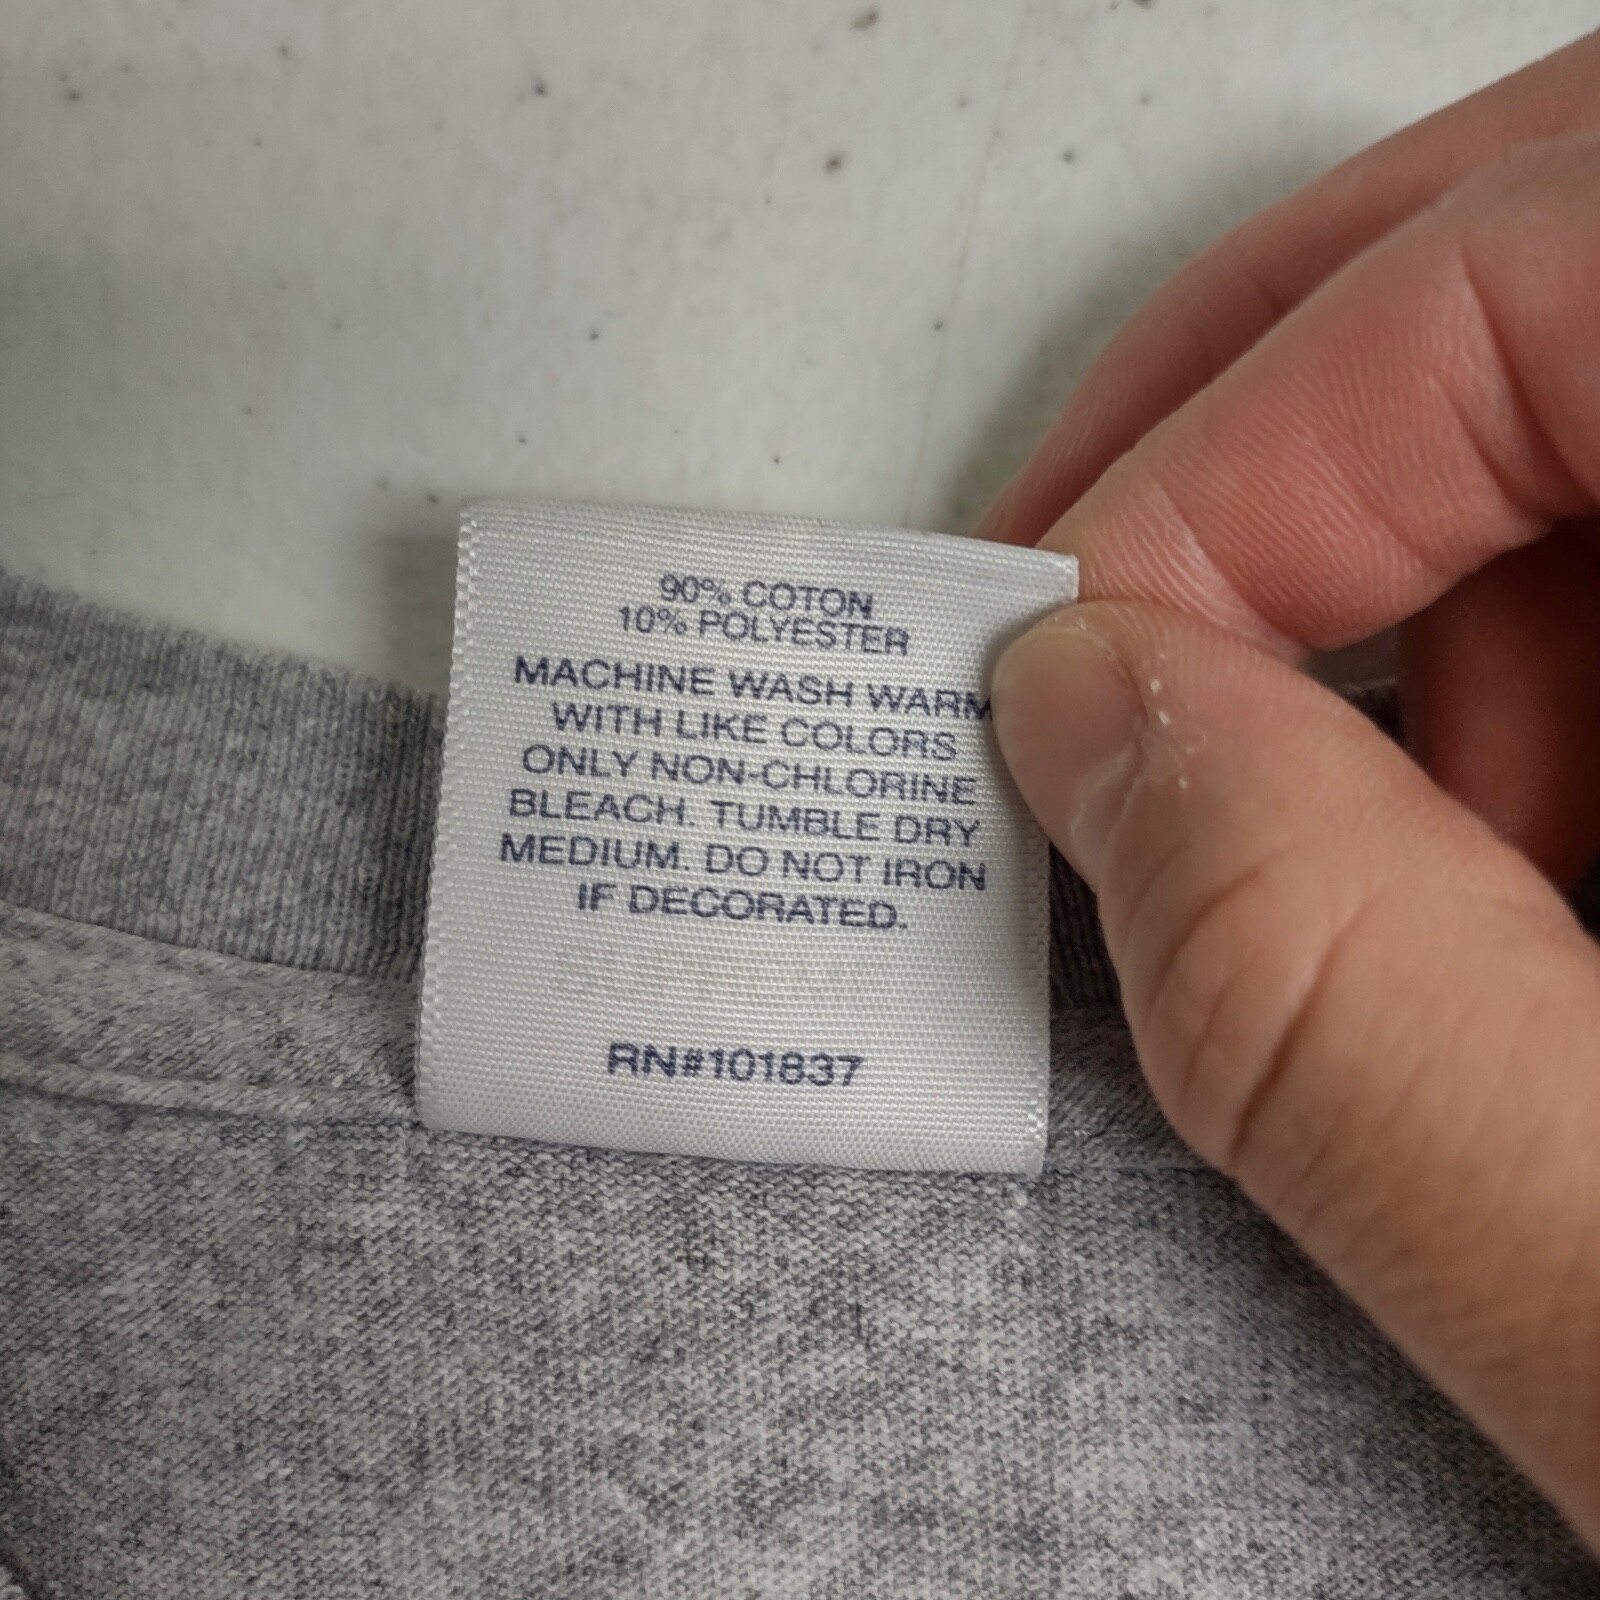 90% COTON
10% POLYESTER
MACHINE WASH WARM
WITH LIKE COLORS
ONLY NON-CHLORINE
BLEACH. TUMBLE DRY
MEDIUM. DO NOT IRON
IF DECORATED.
RN#101837